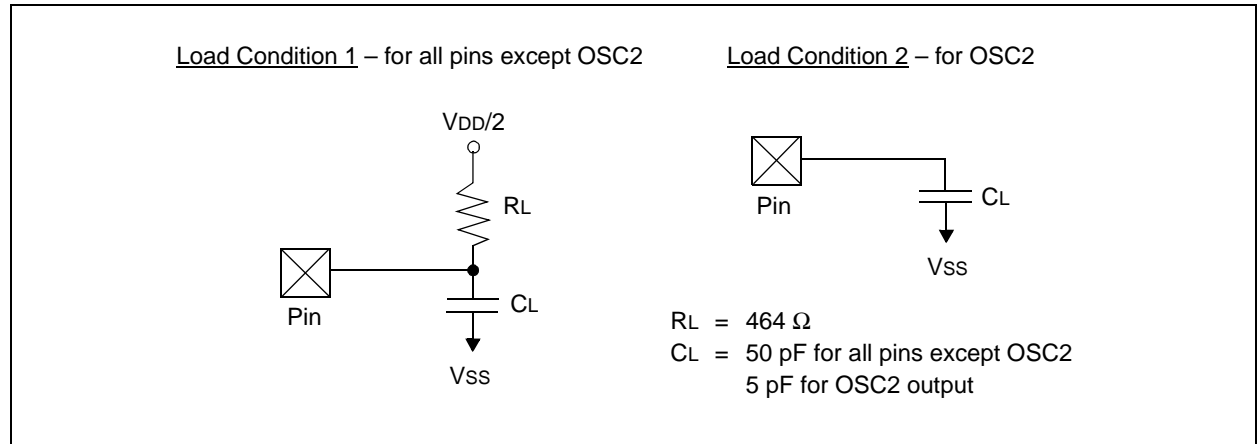 Load Condition 1 – for all pins except OSC2
VDD/2
RL
Pin
CL
VSS
Load Condition 2 – for OSC2
Pin
CL
VSS
RL = 464 Ω
CL = 50 pF for all pins except OSC2
5 pF for OSC2 output